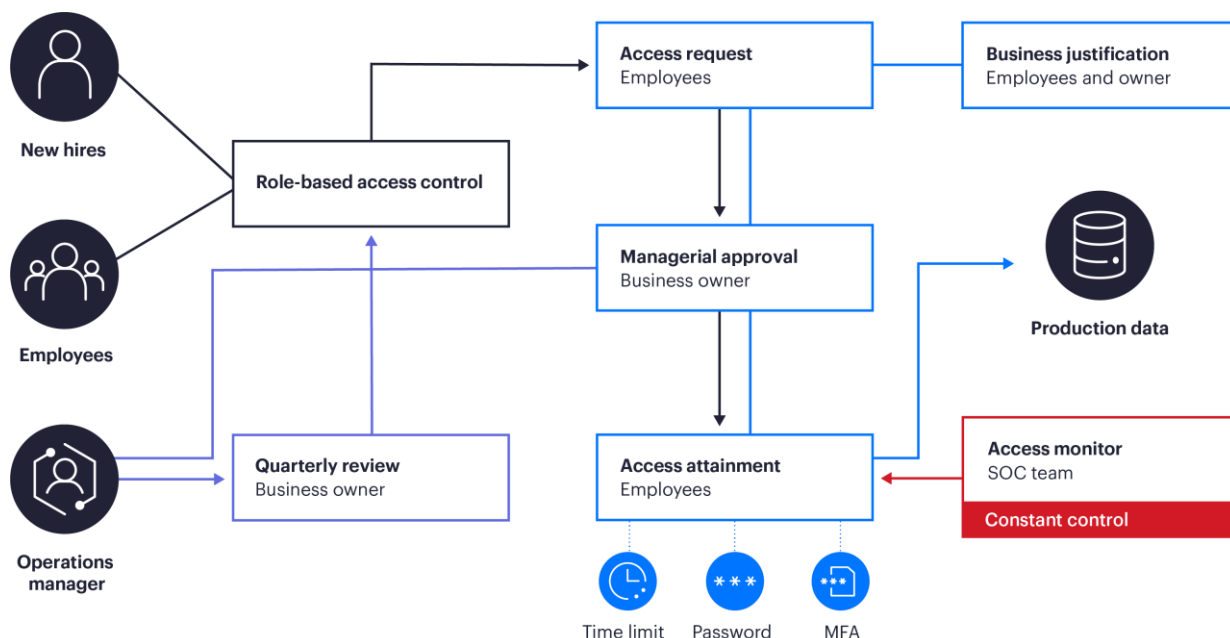 New hires
Employees
Operations
manager
Role-based access control
Quarterly review
Business owner
Access request
Employees
Managerial approval
Business owner
Access attainment
Employees
Time limit
***
Password
***
MFA
Business justification
Employees and owner
Production data
Access monitor
SOC team
Constant control